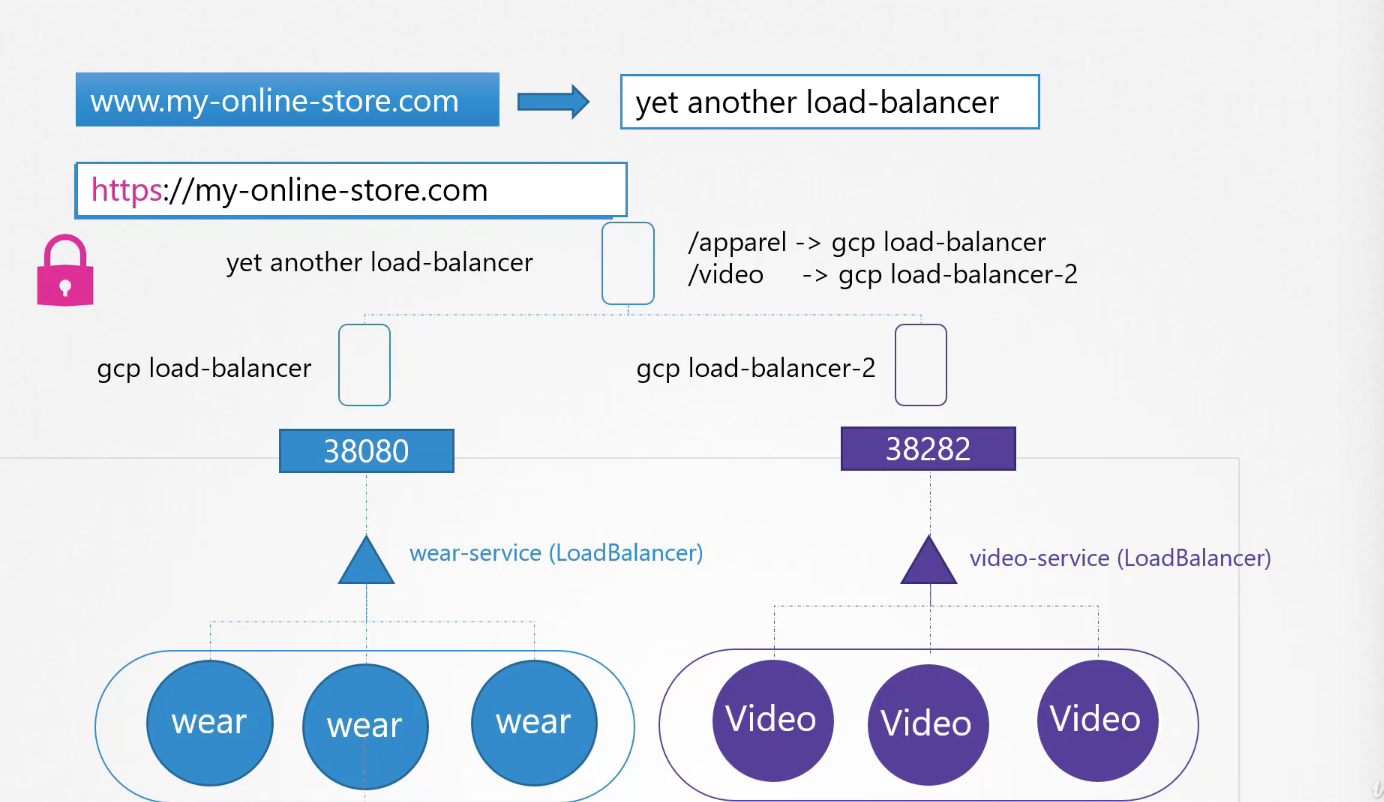 www.my-online-store.com
yet another load-balancer
https://my-online-store.com
yet another load-balancer
/apparel -> gcp load-balancer
/video -> gcp load-balancer-2
gcp load-balancer
gcp load-balancer-2
38080
38282
wear-service (LoadBalancer)
video-service (LoadBalancer)
wear
wear
wear
Video
Video
Video